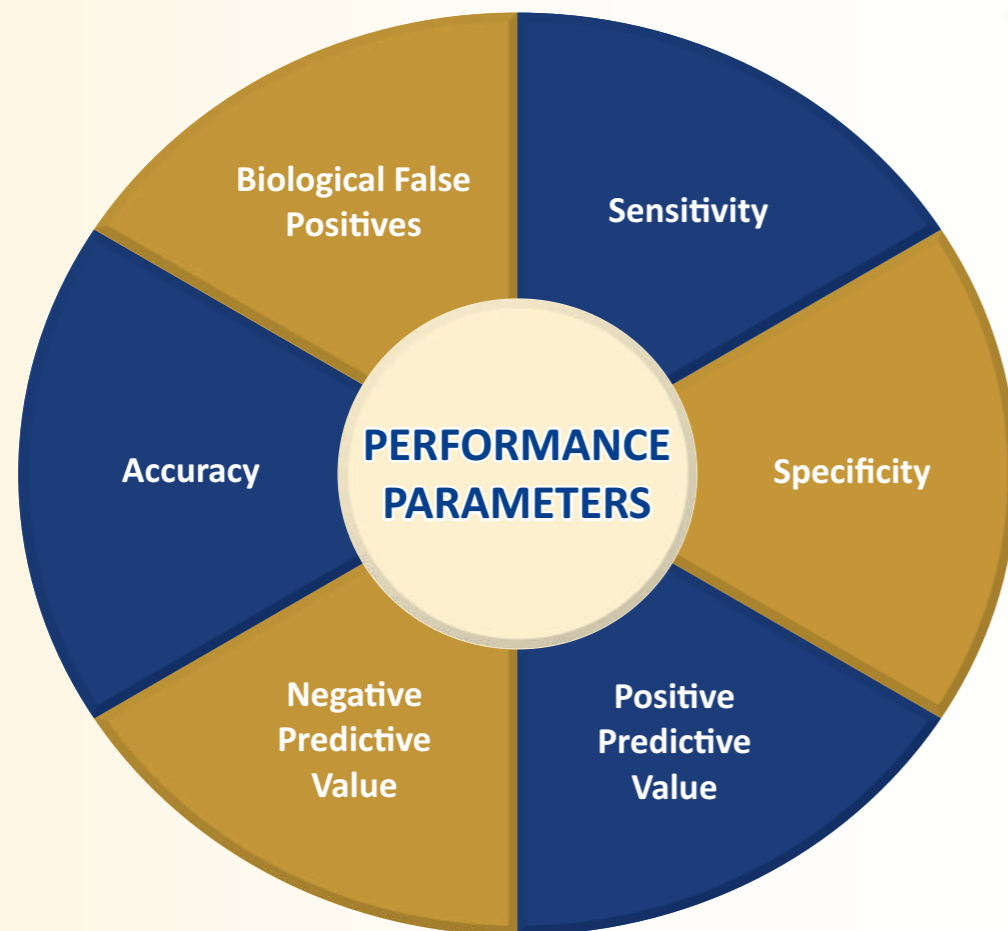 Biological False
Positives
Sensitivity
Accuracy
PERFORMANCE
PARAMETERS
Specificity
Negative
Predictive
Value
Positive
Predictive
Value